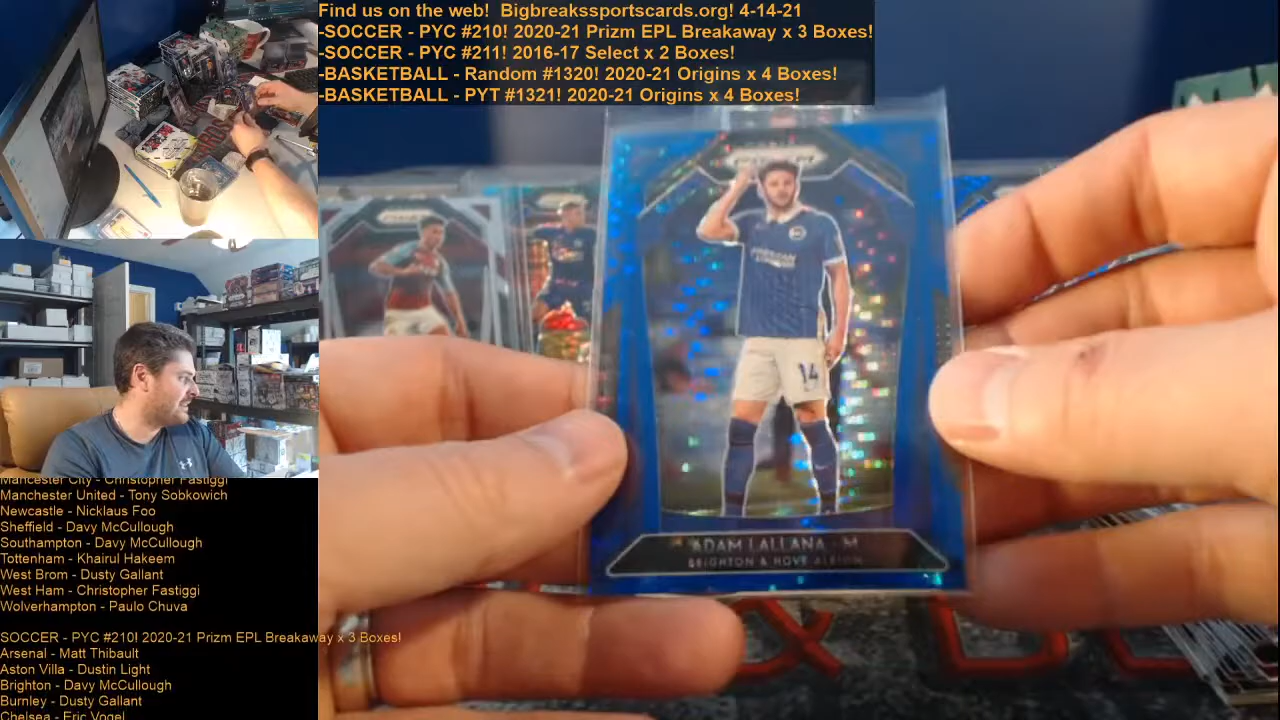 Find us on the web! Bigbreakssportscards.org! 4-14-21
-SOCCER - PYC #210! 2020-21 Prizm EPL Breakaway x 3 Boxes!
-SOCCER - PYC #211! 2016-17 Select x 2 Boxes!
-BASKETBALL - Random #1320! 2020-21 Origins x 4 Boxes!
-BASKETBALL - PYT #1321! 2020-21 Origins x 4 Boxes!
14
ADAM LALLANA - M
BRIGHTON & HOVE ALBION
Mancester City - Christopher Fastiggi
Manchester United - Tony Sobkowich
Newcastle - Nicklaus Foo
Sheffield - Davy McCullough
Southampton - Davy McCullough
Tottenham - Khairul Hakeem
West Brom - Dusty Gallant
West Ham - Christopher Fastiggi
Wolverhampton - Paulo Chuva
SOCCER - PYC #210! 2020-21 Prizm EPL Breakaway x 3 Boxes!
Arsenal - Matt Thibault
Aston Villa - Dustin Light
Brighton - Davy McCullough
Burnley - Dusty Gallant
Chelsea - Eric Vogel